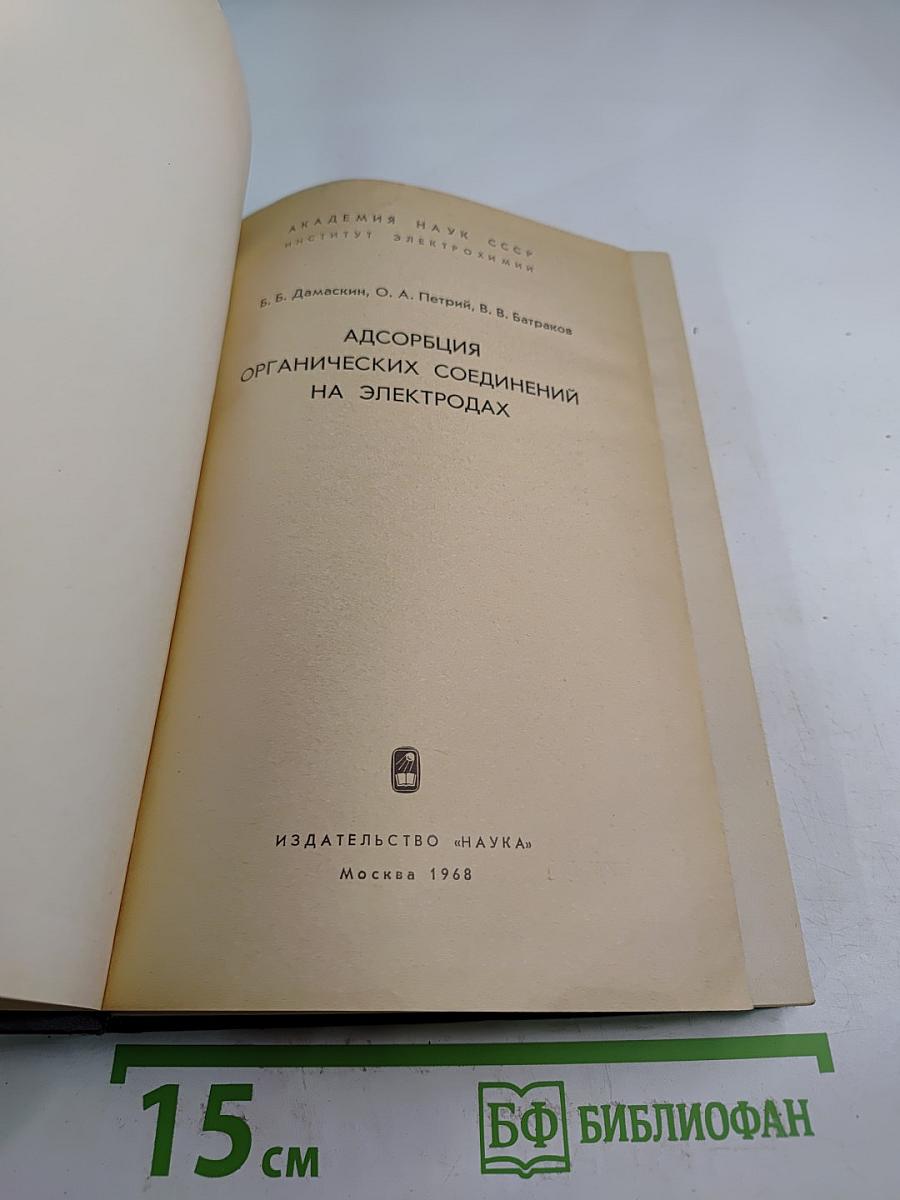 АКАДЕМИЯ НАУК СССР
ИНСТИТУТ ЭЛЕКТРОХИМИИ
Б. Б. Дамаскин, О. А. Петрий, В. В. Батраков
АДСОРБЦИЯ
ОРГАНИЧЕСКИХ СОЕДИНЕНИЙ
НА ЭЛЕКТРОДАХ
ИЗДАТЕЛЬСТВО «НАУКА»
Москва 1968
15 см
БФ БИБЛИОФАН